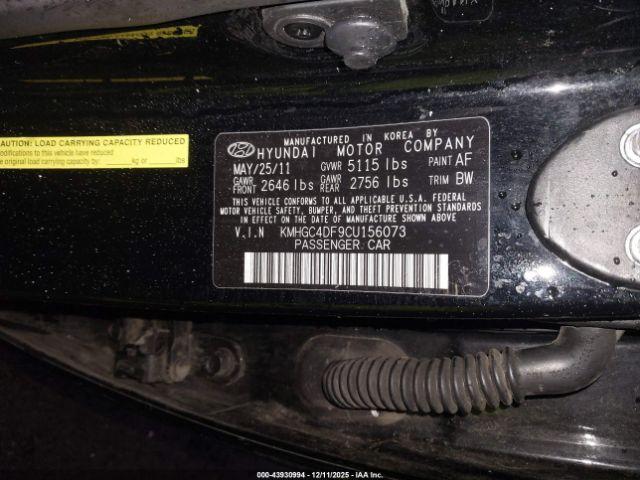 CAUTION: LOAD CARRYING CAPACITY REDUCED
modifications to this vehicle have reduced the
original load carrying capacity by kg or lbs
MANUFACTURED IN KOREA BY
HYUNDAI MOTOR COMPANY
MAY/25/11 GVWR 5115 lbs PAINT AF
GAWR FRONT 2646 lbs GAWR REAR 2756 lbs TRIM BW
THIS VEHICLE CONFORMS TO ALL APPLICABLE U.S.A. FEDERAL
MOTOR VEHICLE SAFETY, BUMPER, AND THEFT PREVENTION STANDARDS
IN EFFECT ON THE DATE OF MANUFACTURE SHOWN ABOVE.
V.I.N KMHGC4DF9CU156073
PASSENGER CAR
000-43930994 - 12/11/2025 - IAA Inc.